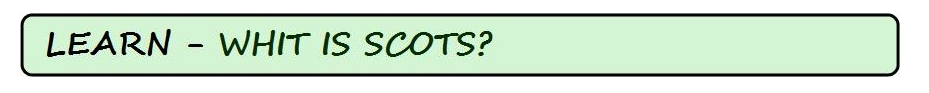 LEARN - WHIT IS SCOTS?